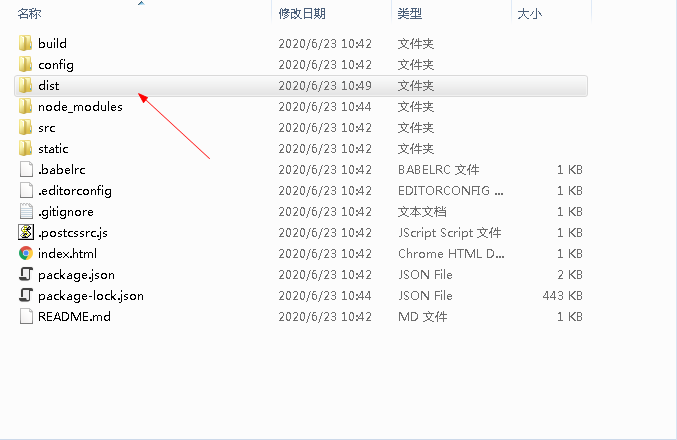 名称 修改日期 类型 大小
build 2020/6/23 10:42 文件夹
config 2020/6/23 10:42 文件夹
dist 2020/6/23 10:49 文件夹
node_modules 2020/6/23 10:44 文件夹
src 2020/6/23 10:42 文件夹
static 2020/6/23 10:42 文件夹
.babelrc 2020/6/23 10:42 BABELRC 文件 1 KB
.editorconfig 2020/6/23 10:42 EDITORCONFIG ... 1 KB
.gitignore 2020/6/23 10:42 文本文档 1 KB
.postcssrc.js 2020/6/23 10:42 JScript Script 文件 1 KB
index.html 2020/6/23 10:42 Chrome HTML D... 1 KB
package.json 2020/6/23 10:42 JSON File 2 KB
package-lock.json 2020/6/23 10:44 JSON File 443 KB
README.md 2020/6/23 10:42 MD 文件 1 KB